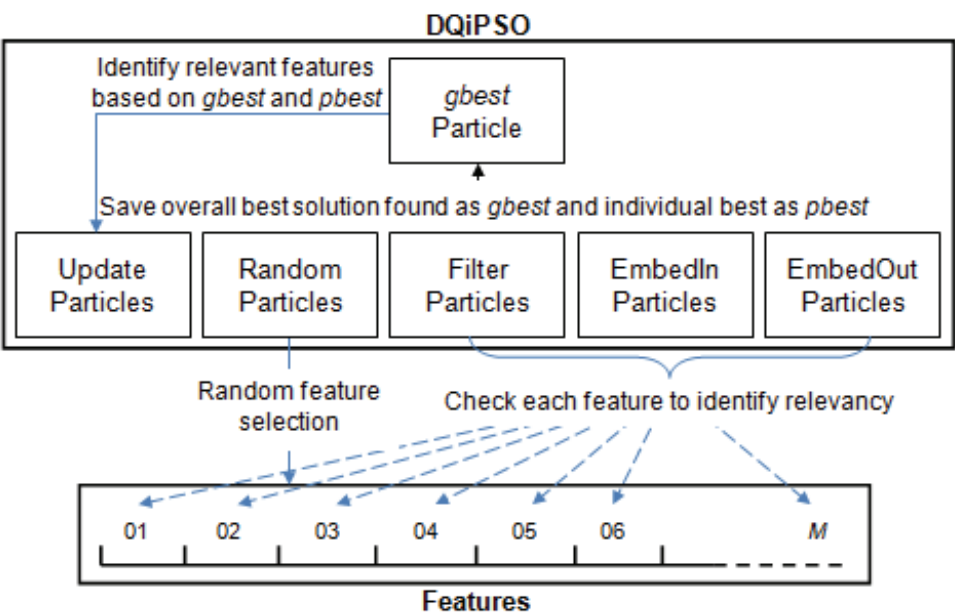 DQiPSO
Identify relevant features
based on gbest and pbest
gbest
Particle
Save overall best solution found as gbest and individual best as pbest
Update
Particles
Random
Particles
Filter
Particles
EmbedIn
Particles
EmbedOut
Particles
Random feature
selection
Check each feature to identify relevancy
01 02 03 04 05 06 M
Features